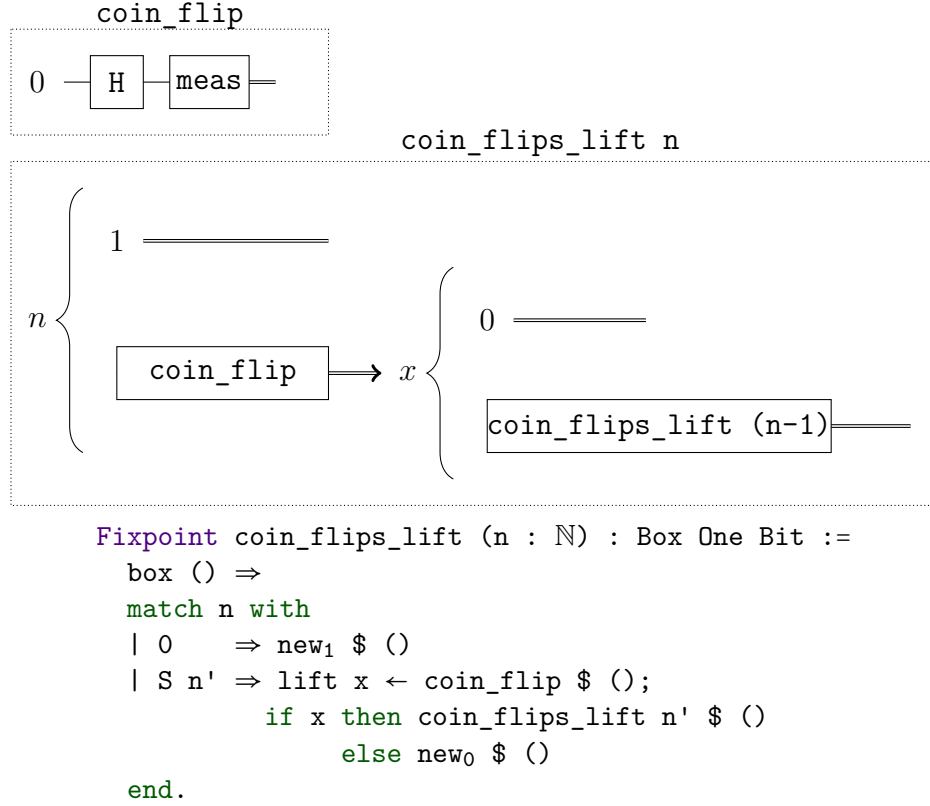 coin_flip
0 H meas
coin_flips_lift n
1
n
0
coin_flip x
coin_flips_lift (n-1)
Fixpoint coin_flips_lift (n : ℕ) : Box One Bit :=
box () ⇒
match n with
| 0 ⇒ new₁ $ ()
| S n' ⇒ lift x ← coin_flip $ ();
if x then coin_flips_lift n' $ ()
else new₀ $ ()
end.